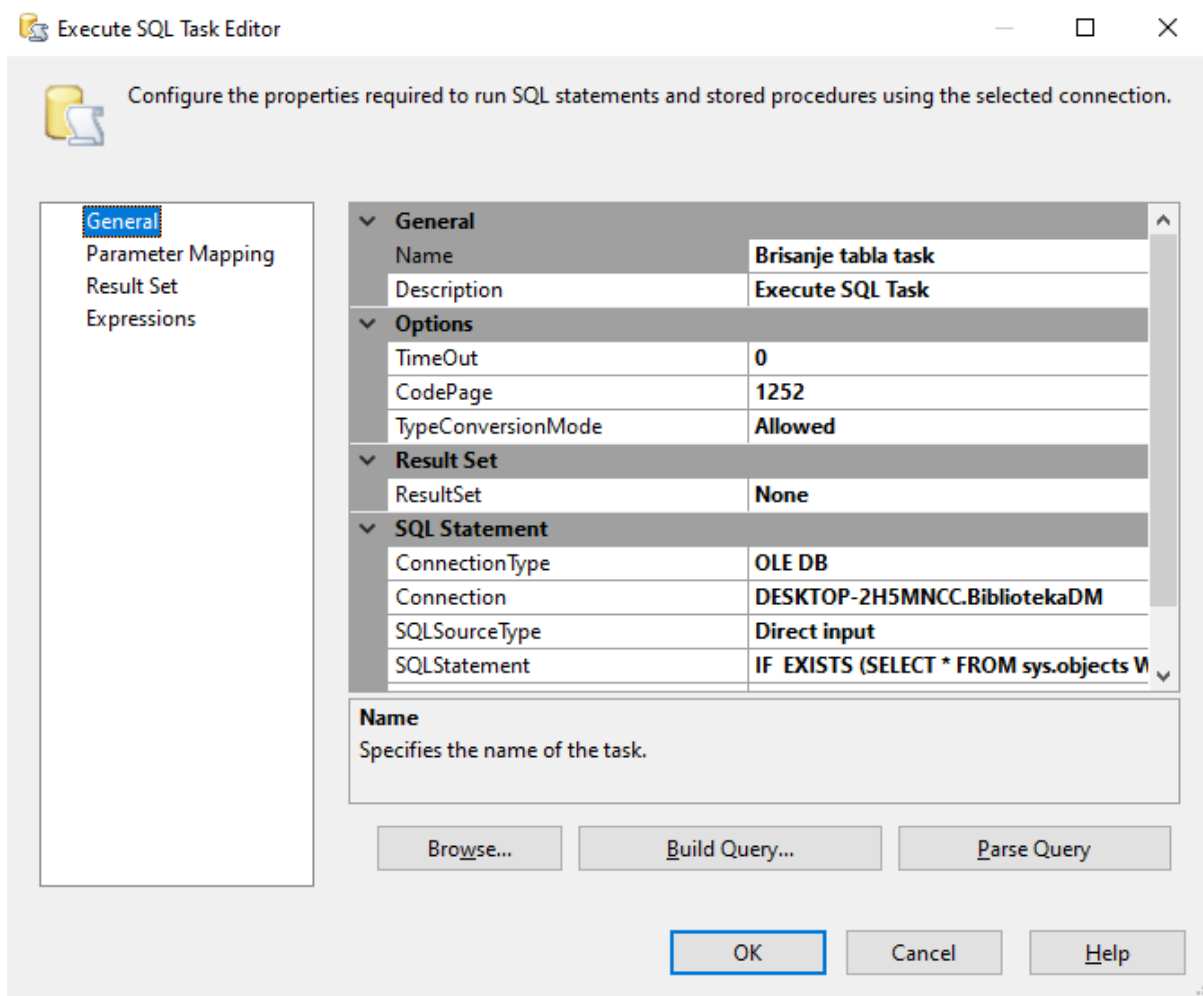 Execute SQL Task Editor
Configure the properties required to run SQL statements and stored procedures using the selected connection.
General
Parameter Mapping
Result Set
Expressions
General
Name Brisanje tabla task
Description Execute SQL Task
Options
TimeOut 0
CodePage 1252
TypeConversionMode Allowed
Result Set
ResultSet None
SQL Statement
ConnectionType OLE DB
Connection DESKTOP-2H5MNCC.BibliotekaDM
SQLSourceType Direct input
SQLStatement IF EXISTS (SELECT * FROM sys.objects W
Name
Specifies the name of the task.
Browse... Build Query... Parse Query
OK Cancel Help